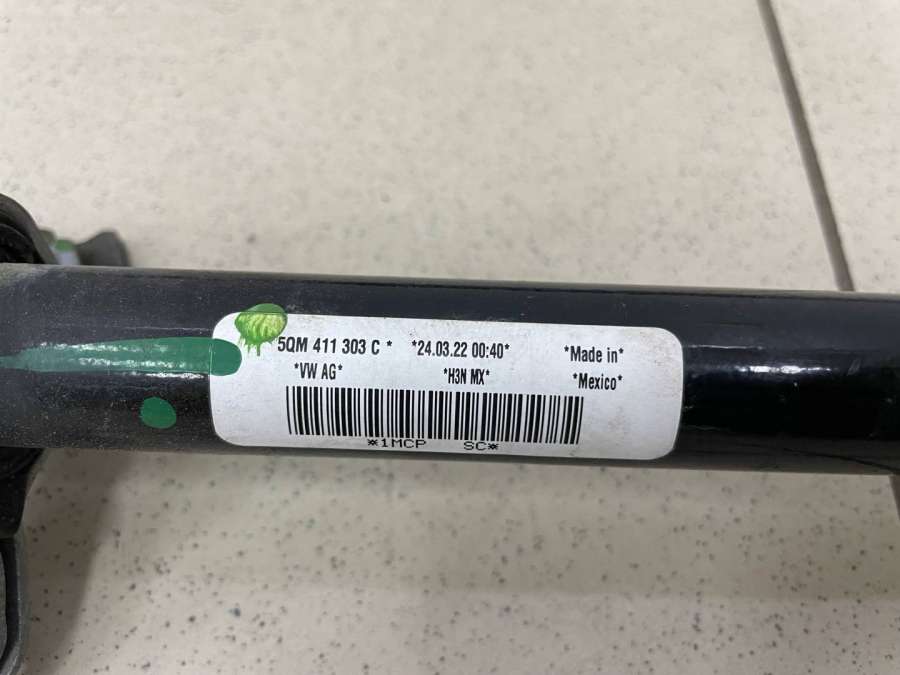 5QM 411 303 C * *24.03.22 00:40* *Made in*
*VW AG* *H3N MX* *Mexico*
*1MCP SC*